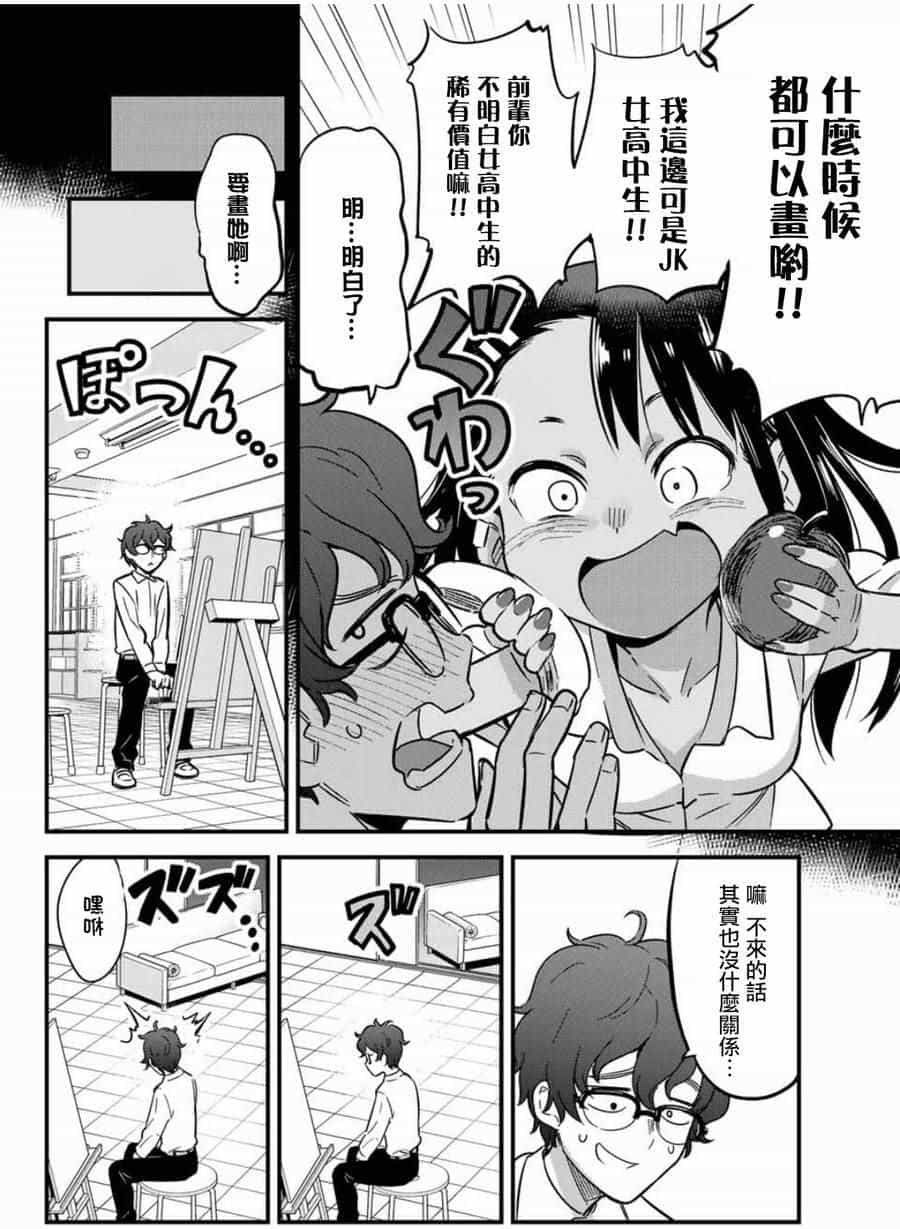 什麼時候
都可以畫喲!!
我這邊可是JK
女高中生!!
前輩你
不明白女高中生的
稀有價值嘛!!
ぐわっ
明…明白了…
要畫她啊…
ぽつん…
嘛 不來的話
其實也沒什麼關係…
ズ
ズズ…
嘿咻